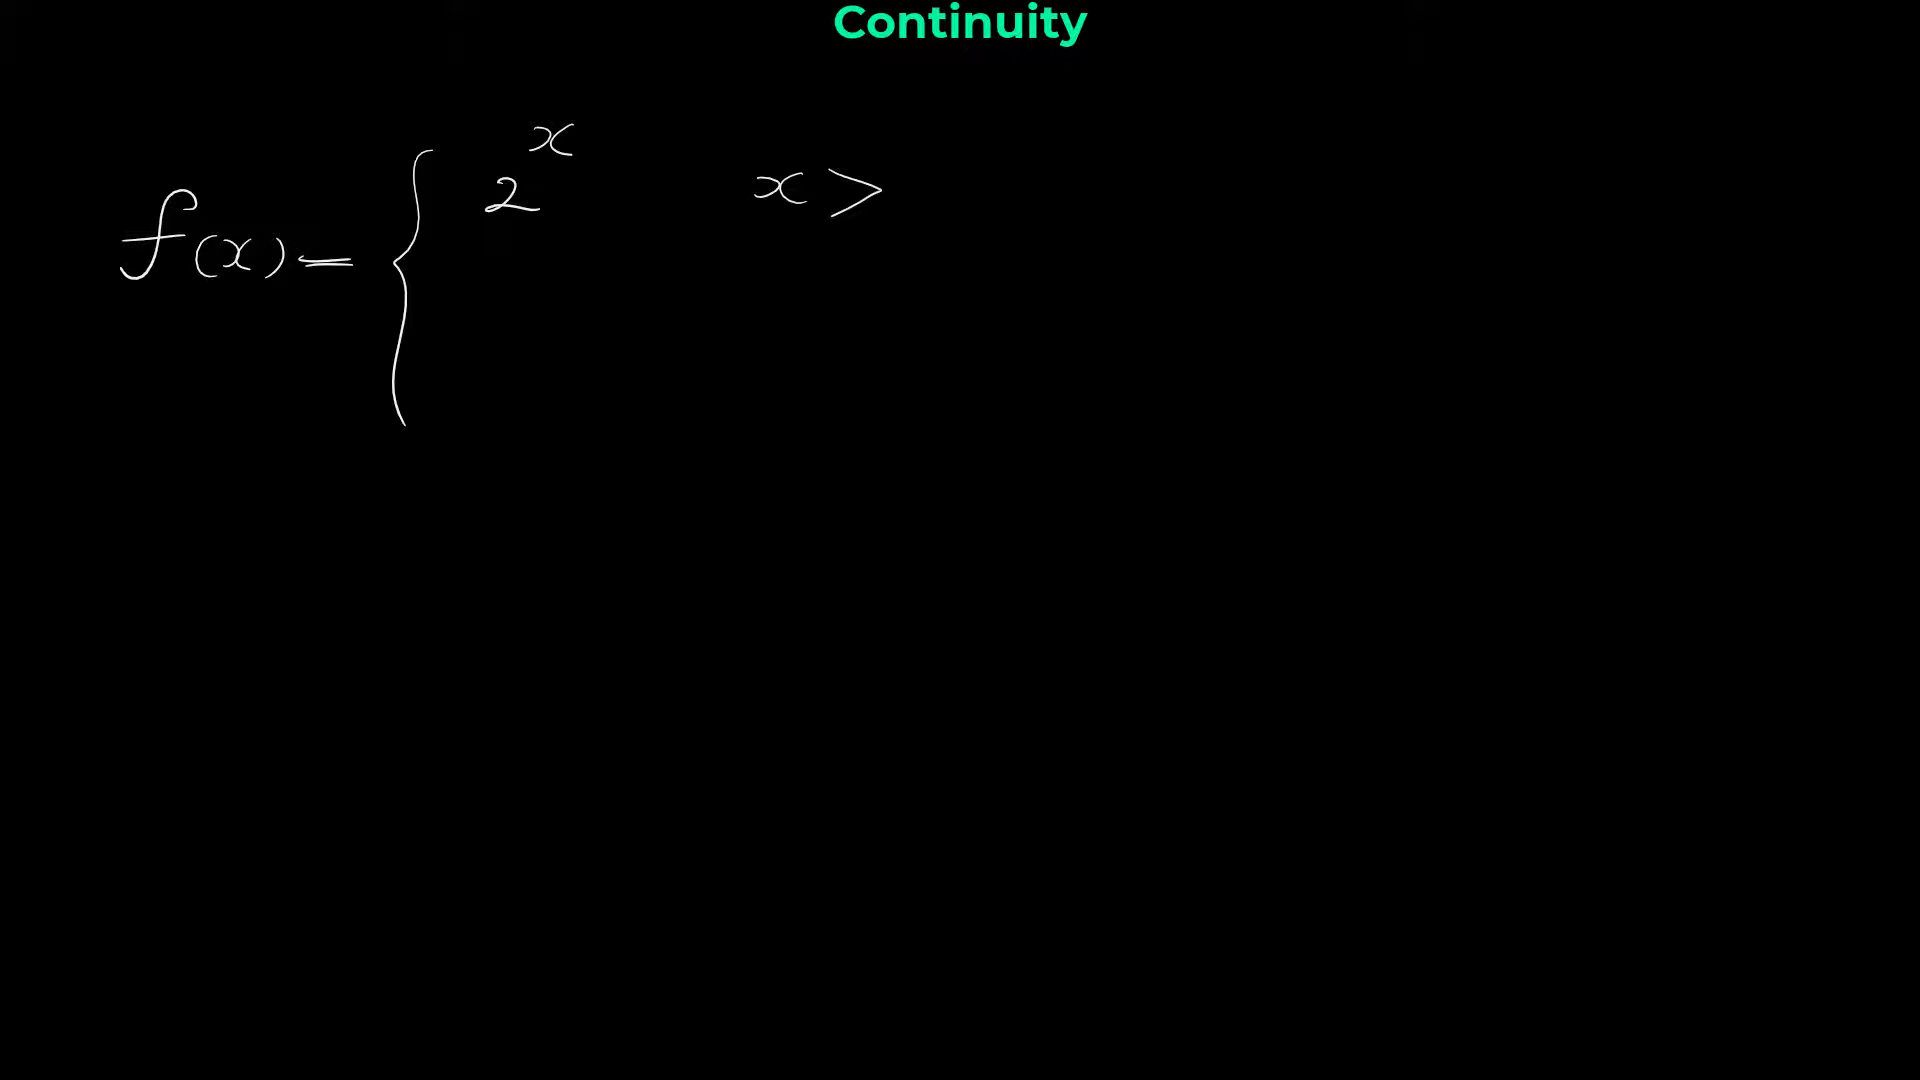 Continuity
f(x) = { 2^x x >